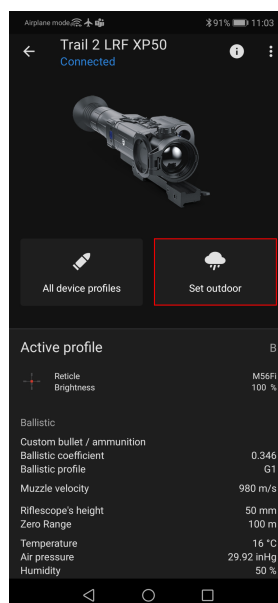 Airplane mode 91% 11:03
Trail 2 LRF XP50
Connected
All device profiles
Set outdoor
Active profile B
Reticle M56Fi
Brightness 100 %
Ballistic
Custom bullet / ammunition
Ballistic coefficient 0.346
Ballistic profile G1
Muzzle velocity 980 m/s
Riflescope's height 50 mm
Zero Range 100 m
Temperature 16 °C
Air pressure 29.92 inHg
Humidity 50 %